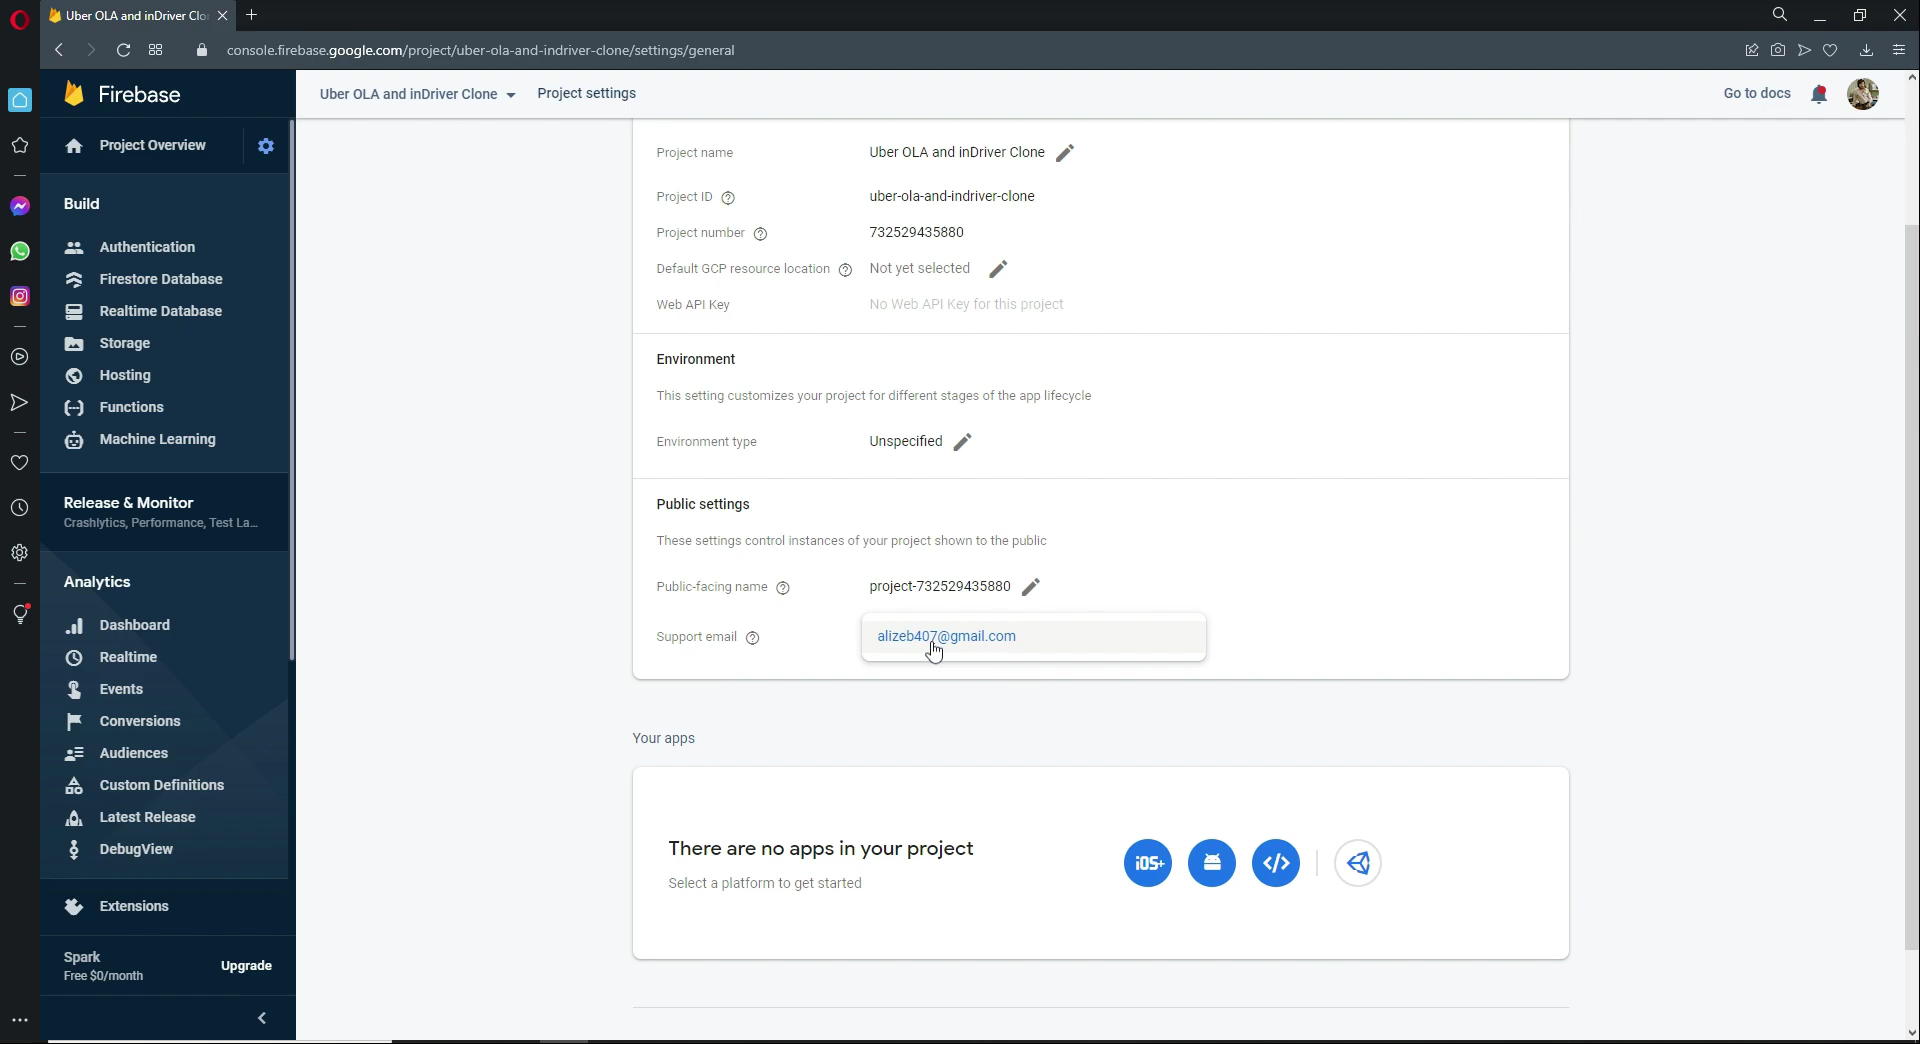 Uber OLA and inDriver Clo
console.firebase.google.com/project/uber-ola-and-indriver-clone/settings/general
Firebase
Uber OLA and inDriver Clone
Project settings
Go to docs
Project Overview
Build
Authentication
Firestore Database
Realtime Database
Storage
Hosting
Functions
Machine Learning
Release & Monitor
Crashlytics, Performance, Test La...
Analytics
Dashboard
Realtime
Events
Conversions
Audiences
Custom Definitions
Latest Release
DebugView
Extensions
Spark
Free $0/month
Upgrade
Project name
Uber OLA and inDriver Clone
Project ID
uber-ola-and-indriver-clone
Project number
732529435880
Default GCP resource location
Not yet selected
Web API Key
No Web API Key for this project
Environment
This setting customizes your project for different stages of the app lifecycle
Environment type
Unspecified
Public settings
These settings control instances of your project shown to the public
Public-facing name
project-732529435880
Support email
alizeb407@gmail.com
Your apps
There are no apps in your project
Select a platform to get started
iOS+